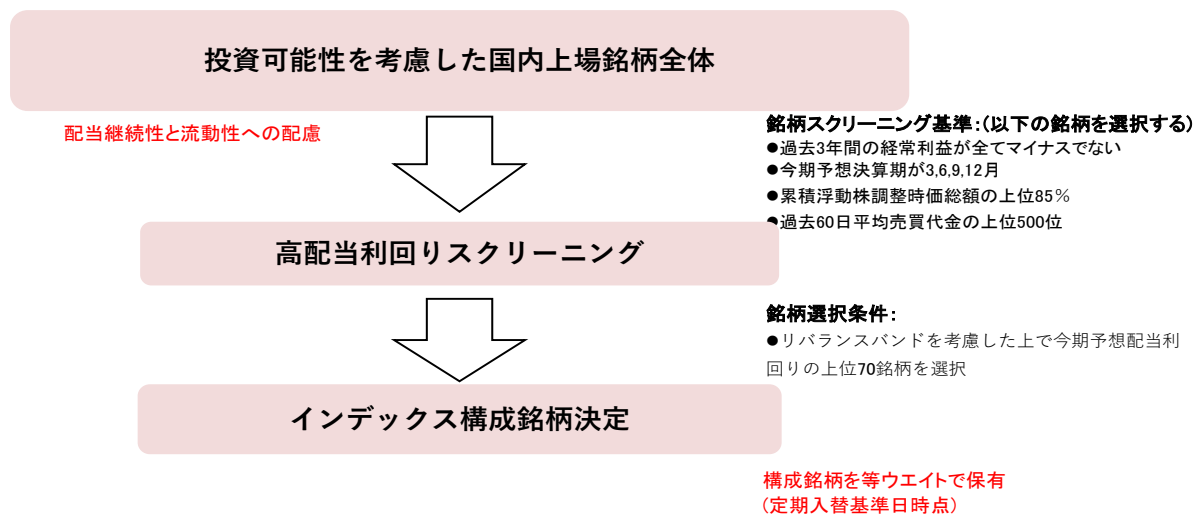 投資可能性を考慮した国内上場銘柄全体
配当継続性と流動性への配慮
銘柄スクリーニング基準:(以下の銘柄を選択する)
●過去3年間の経常利益が全てマイナスでない
●今期予想決算期が3,6,9,12月
●累積浮動株調整時価総額の上位85%
●過去60日平均売買代金の上位500位
高配当利回りスクリーニング
銘柄選択条件:
●リバランスバンドを考慮した上で今期予想配当利
回りの上位70銘柄を選択
インデックス構成銘柄決定
構成銘柄を等ウエイトで保有
(定期入替基準日時点)